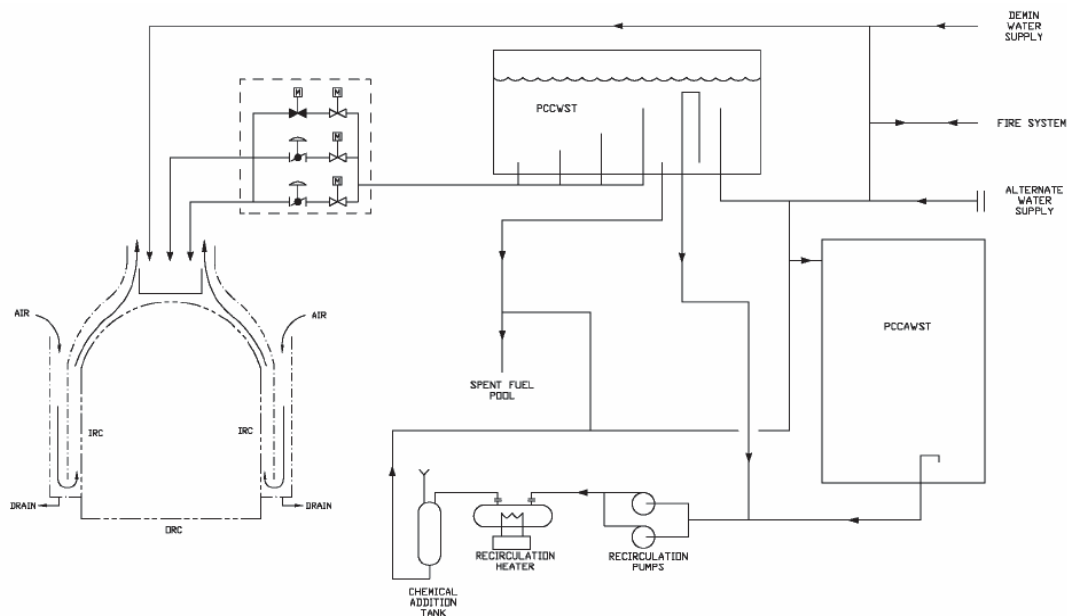 DEMIN
WATER
SUPPLY
M
M
PCCWST
FIRE SYSTEM
M
M
ALTERNATE
WATER
SUPPLY
AIR
AIR
PCCAWST
SPENT FUEL
POOL
IRC
IRC
DRAIN
DRAIN
ORC
RECIRCULATION
HEATER
RECIRCULATION
PUMPS
CHEMICAL
ADDITION
TANK